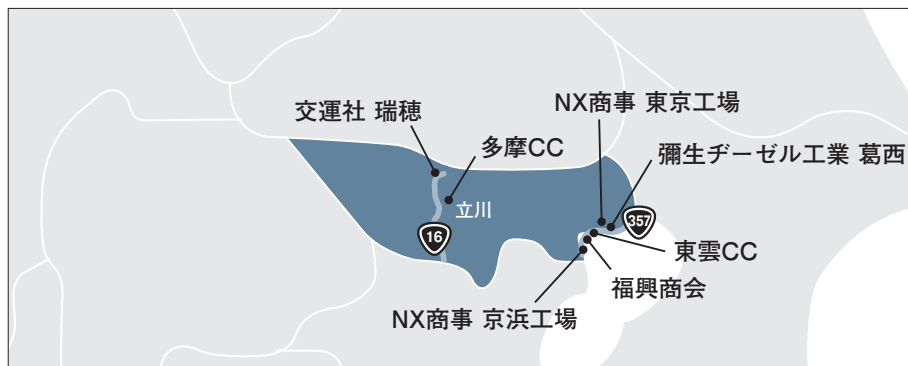 NX商事 東京工場
交運社 瑞穂
多摩CC
彌生ヂーゼル工業 葛西
立川
16
357
東雲CC
福興商会
NX商事 京浜工場